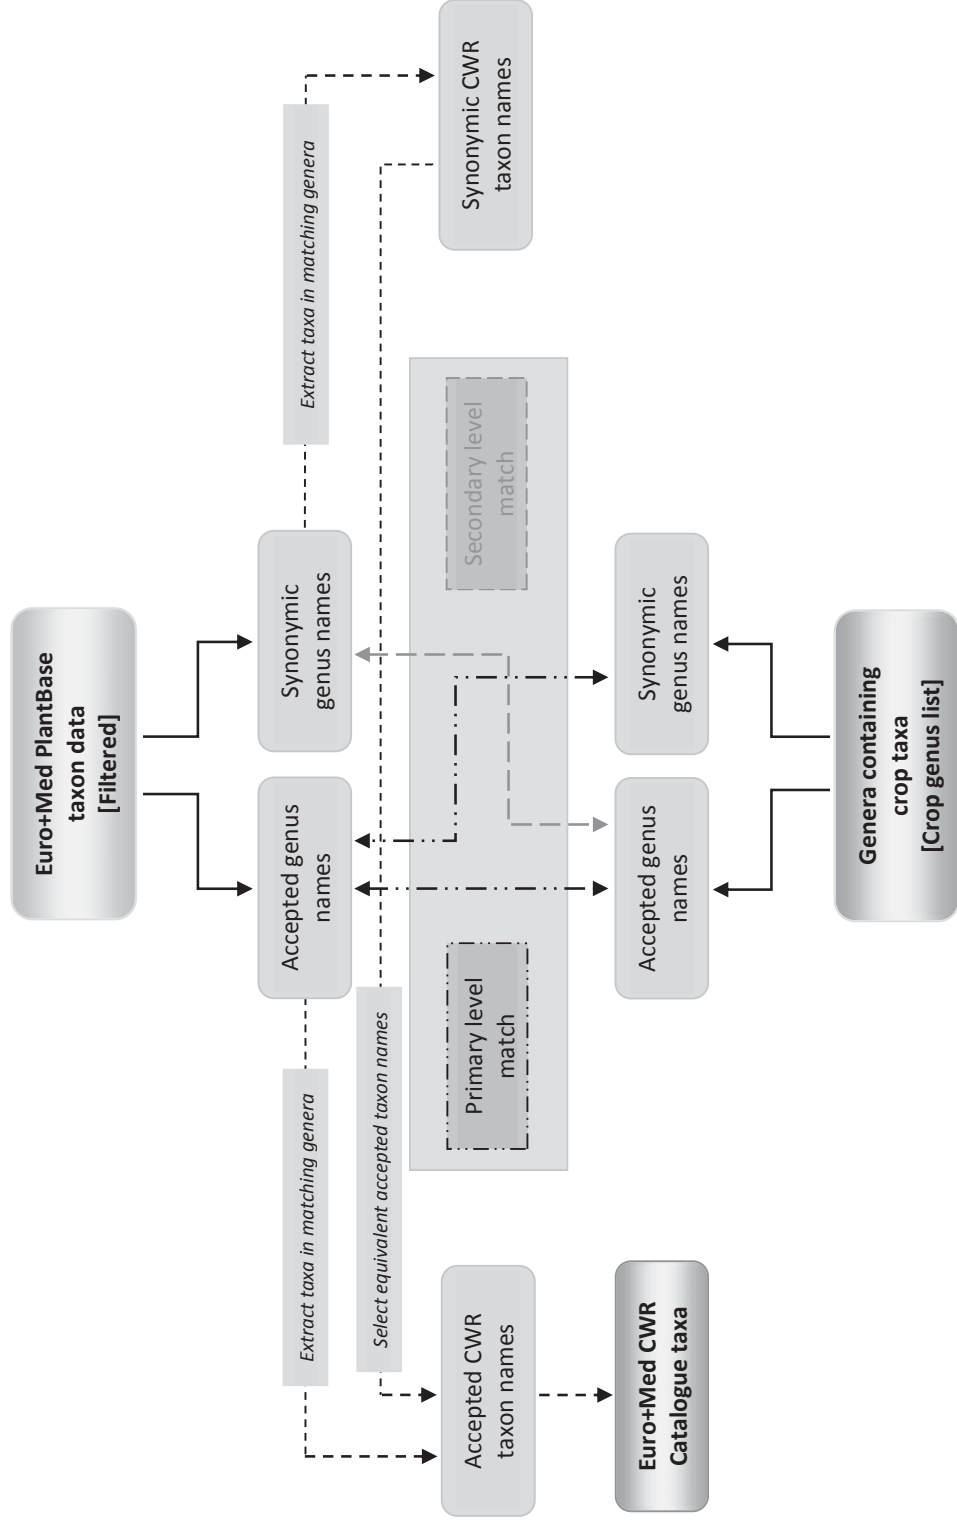 Euro+Med PlantBase
taxon data
[Filtered]
Accepted genus
names
Synonymic
genus names
Extract taxa in matching genera
Extract taxa in matching genera
Select equivalent accepted taxon names
Accepted CWR
taxon names
Primary level
match
Secondary level
match
Synonymic CWR
taxon names
Euro+Med CWR
Catalogue taxa
Accepted genus
names
Synonymic
genus names
Genera containing
crop taxa
[Crop genus list]